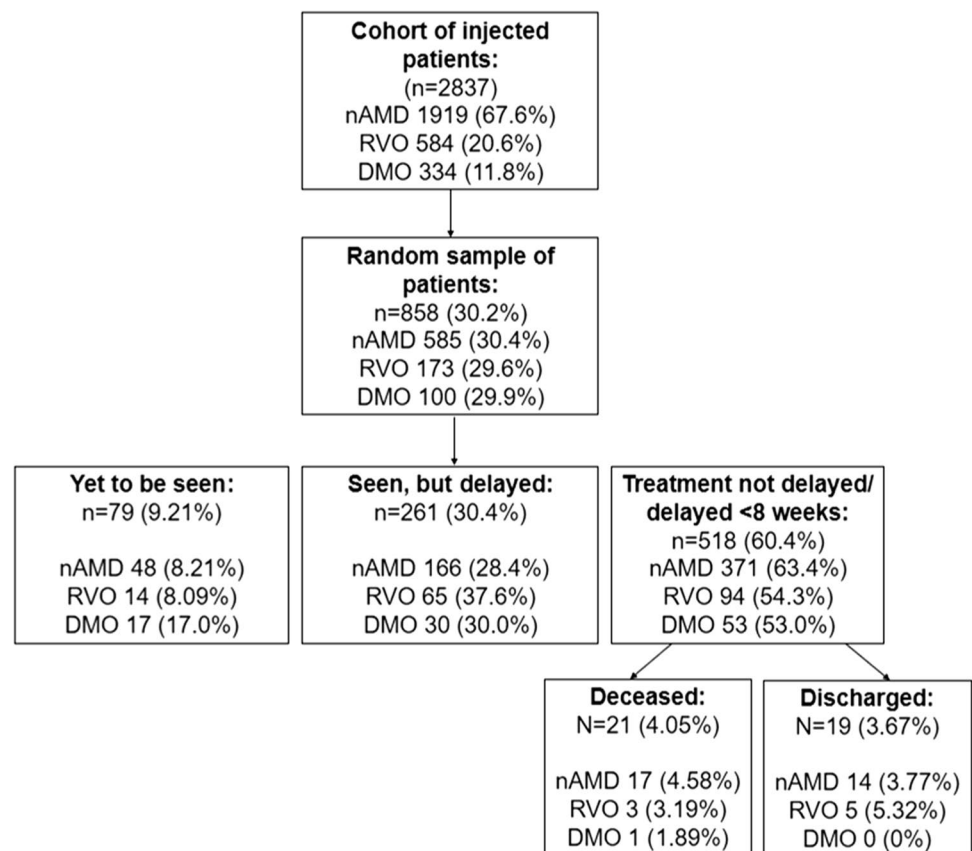 Cohort of injected
patients:
(n=2837)
nAMD 1919 (67.6%)
RVO 584 (20.6%)
DMO 334 (11.8%)
Random sample of
patients:
n=858 (30.2%)
nAMD 585 (30.4%)
RVO 173 (29.6%)
DMO 100 (29.9%)
Yet to be seen:
n=79 (9.21%)
nAMD 48 (8.21%)
RVO 14 (8.09%)
DMO 17 (17.0%)
Seen, but delayed:
n=261 (30.4%)
nAMD 166 (28.4%)
RVO 65 (37.6%)
DMO 30 (30.0%)
Treatment not delayed/
delayed <8 weeks:
n=518 (60.4%)
nAMD 371 (63.4%)
RVO 94 (54.3%)
DMO 53 (53.0%)
Deceased:
N=21 (4.05%)
nAMD 17 (4.58%)
RVO 3 (3.19%)
DMO 1 (1.89%)
Discharged:
N=19 (3.67%)
nAMD 14 (3.77%)
RVO 5 (5.32%)
DMO 0 (0%)